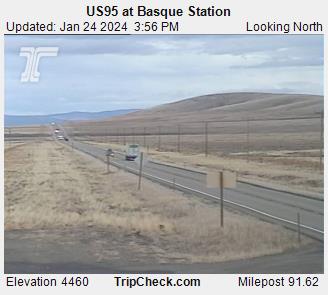 US95 at Basque Station
Updated: Jan 24 2024 3:56 PM Looking North
Elevation 4460 TripCheck.com Milepost 91.62